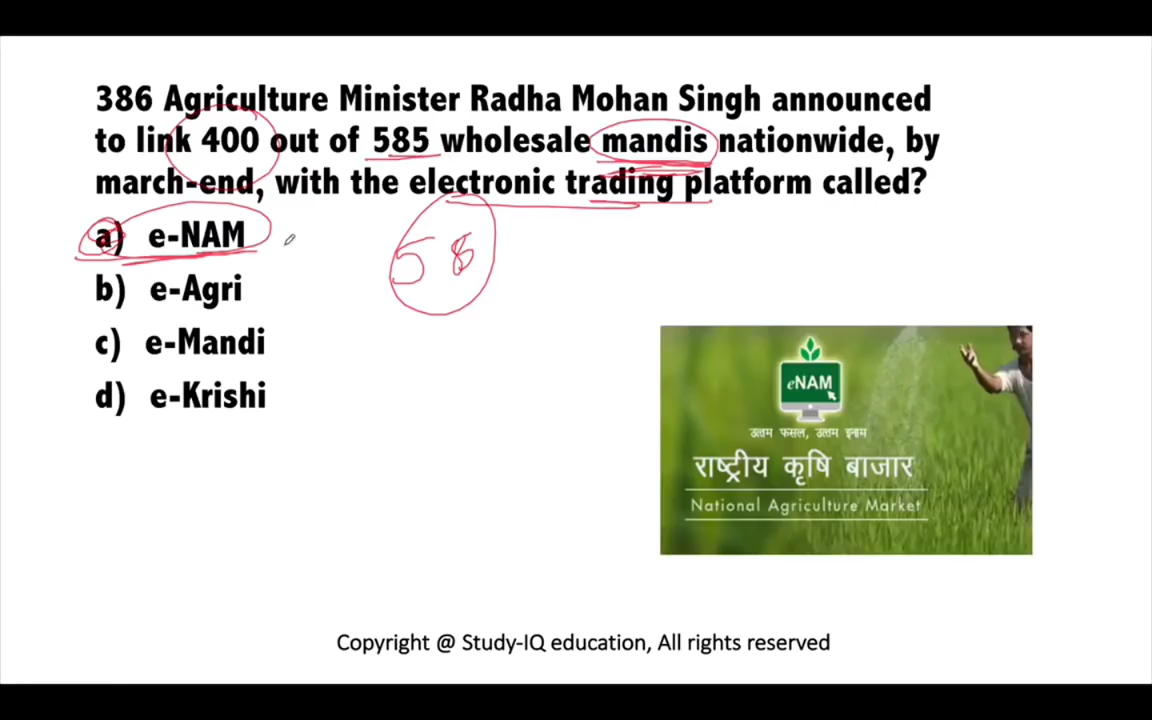 386 Agriculture Minister Radha Mohan Singh announced
to link 400 out of 585 wholesale mandis nationwide, by
march-end, with the electronic trading platform called?
a) e-NAM
b) e-Agri
c) e-Mandi
d) e-Krishi
58
eNAM
उत्तम फसल, उत्तम इनाम
राष्ट्रीय कृषि बाजार
National Agriculture Market
Copyright @ Study-IQ education, All rights reserved